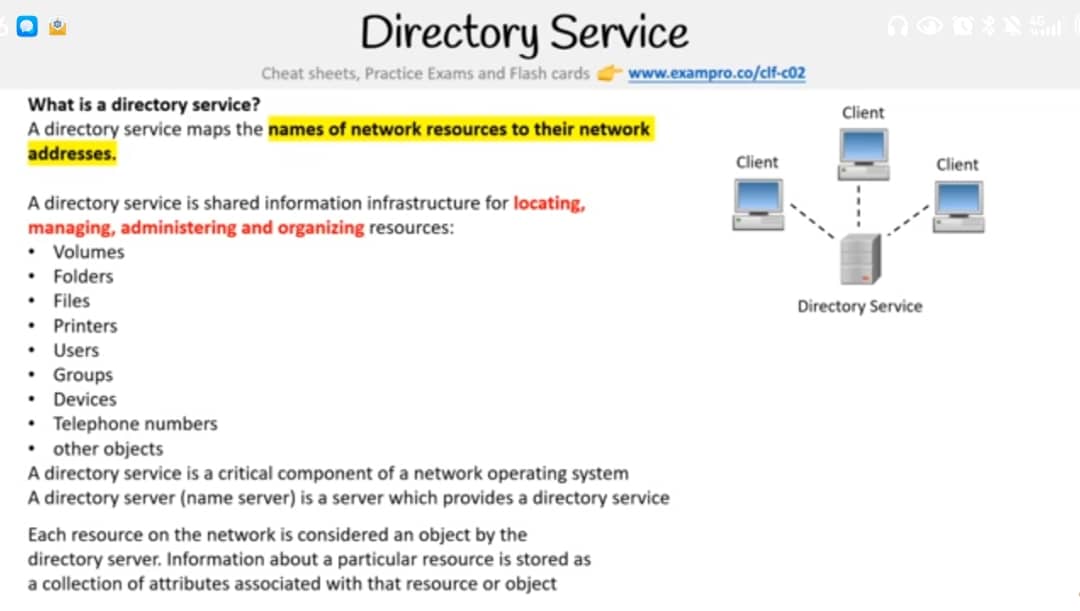 Directory Service
Cheat sheets, Practice Exams and Flash cards 👉 www.exampro.co/clf-c02
What is a directory service?
A directory service maps the names of network resources to their network
addresses.
A directory service is shared information infrastructure for locating,
managing, administering and organizing resources:
• Volumes
• Folders
• Files
• Printers
• Users
• Groups
• Devices
• Telephone numbers
• other objects
A directory service is a critical component of a network operating system
A directory server (name server) is a server which provides a directory service
Each resource on the network is considered an object by the
directory server. Information about a particular resource is stored as
a collection of attributes associated with that resource or object
Client
Client
Client
Directory Service